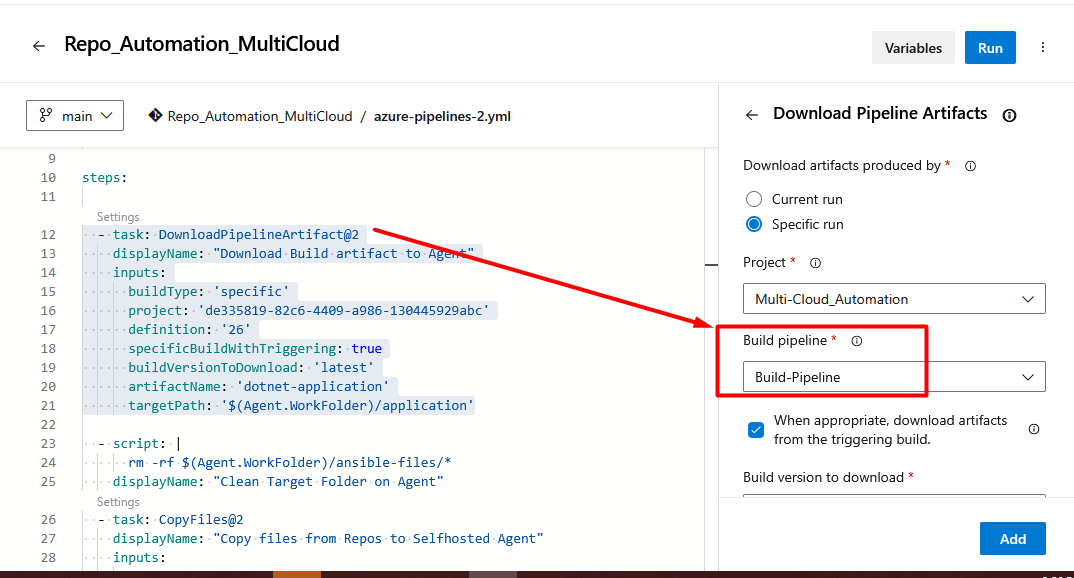 Repo_Automation_MultiCloud
Variables
Run
main
Repo_Automation_MultiCloud / azure-pipelines-2.yml
9
10 steps:
11
Settings
12 - task: DownloadPipelineArtifact@2
13 displayName: "Download Build artifact to Agent"
14 inputs:
15 buildType: 'specific'
16 project: 'de335819-82c6-4409-a986-130445929abc'
17 definition: '26'
18 specificBuildWithTriggering: true
19 buildVersionToDownload: 'latest'
20 artifactName: 'dotnet-application'
21 targetPath: '$(Agent.WorkFolder)/application'
22
23 - script: |
24 rm -rf $(Agent.WorkFolder)/ansible-files/*
25 displayName: "Clean Target Folder on Agent"
Settings
26 - task: CopyFiles@2
27 displayName: "Copy files from Repos to Selfhosted Agent"
28 inputs:
Download Pipeline Artifacts
Download artifacts produced by *
Current run
Specific run
Project *
Multi-Cloud_Automation
Build pipeline *
Build-Pipeline
When appropriate, download artifacts
from the triggering build.
Build version to download *
Add